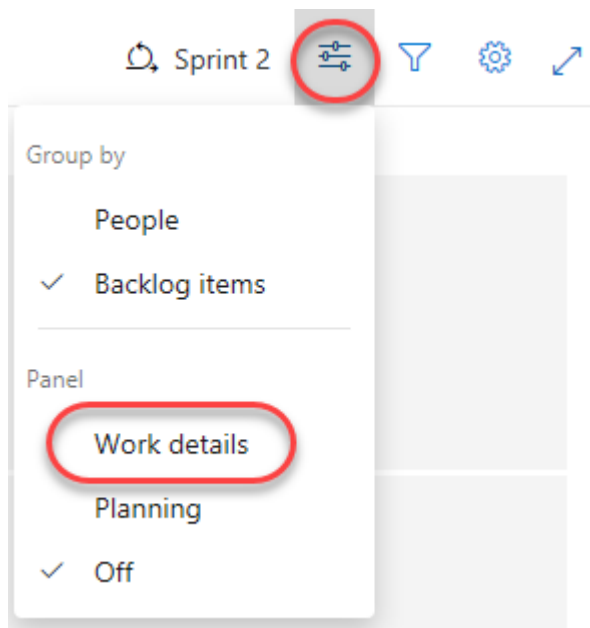 Sprint 2
Group by
People
Backlog items
Panel
Work details
Planning
Off